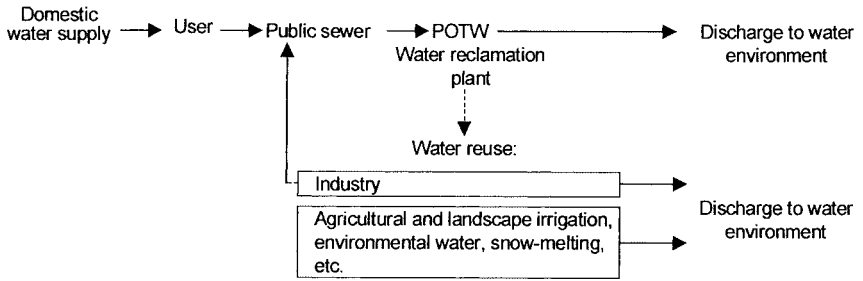 Domestic
water supply
User
Public sewer
POTW
Water reclamation
plant
Discharge to water
environment
Water reuse:
Industry
Agricultural and landscape irrigation,
environmental water, snow-melting,
etc.
Discharge to water
environment